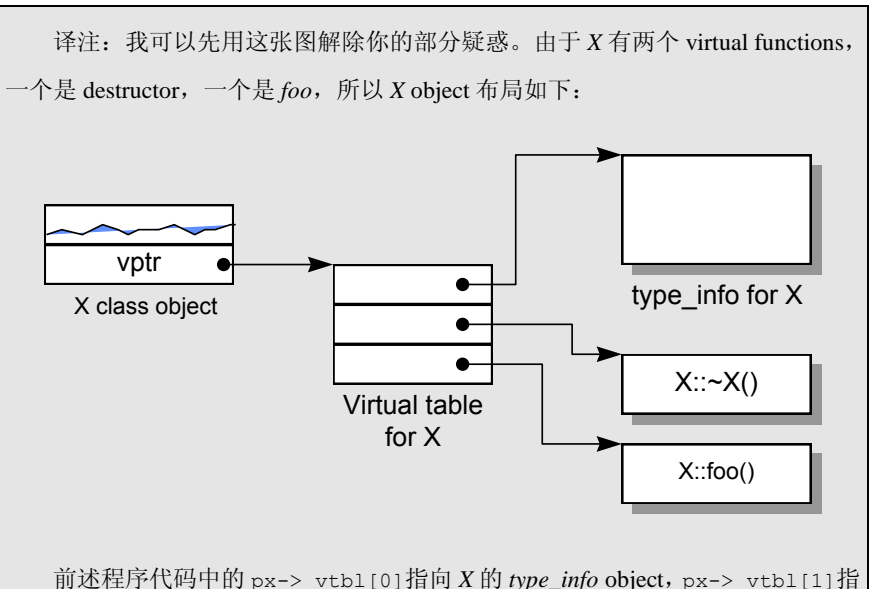 译注：我可以先用这张图解除你的部分疑惑。由于 X 有两个 virtual functions，
一个是 destructor，一个是 foo，所以 X object 布局如下：
vptr
X class object
Virtual table
for X
type_info for X
X::~X()
X::foo()
前述程序代码中的 px-> vtbl[0]指向 X 的 type_info object，px-> vtbl[1]指